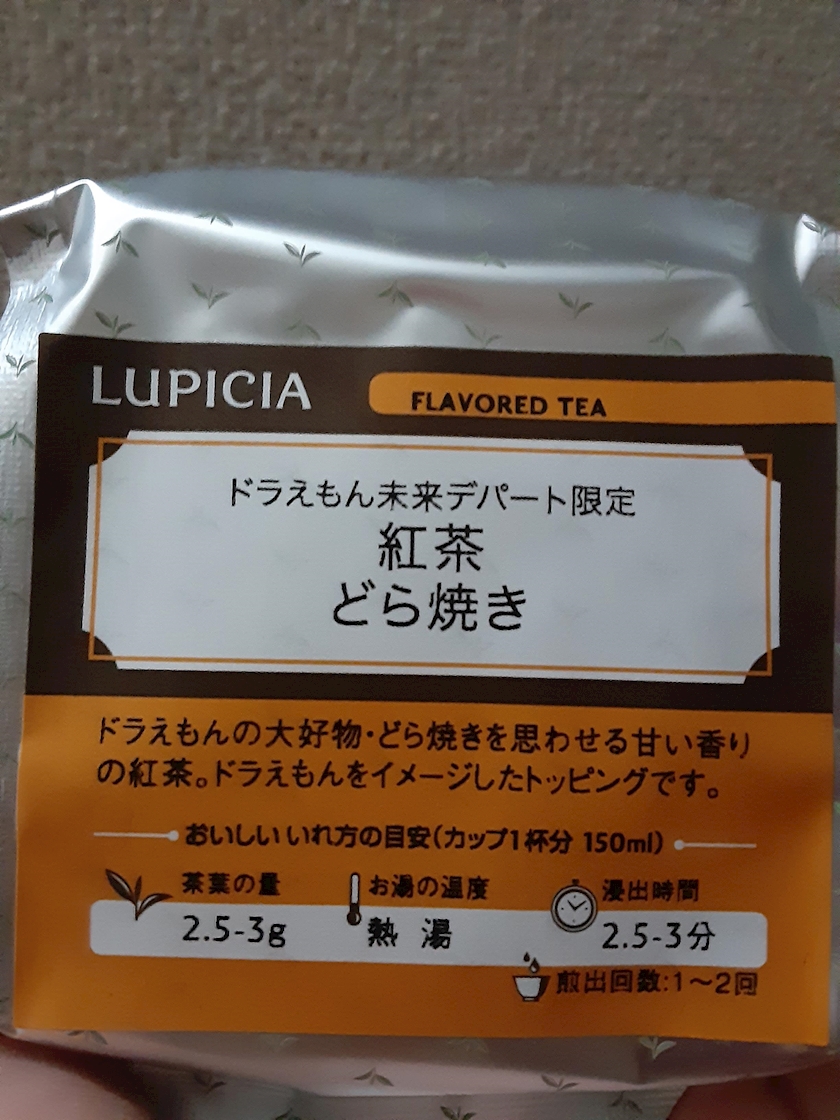 LUPICIA
FLAVORED TEA
ドラえもん未来デパート限定
紅茶
どら焼き
ドラえもんの大好物・どら焼きを思わせる甘い香り
の紅茶。ドラえもんをイメージしたトッピングです。
おいしいいれ方の目安(カップ1杯分 150ml)
茶葉の量
2.5-3g
お湯の温度
熱 湯
浸出時間
2.5-3分
煎出回数:1〜2回